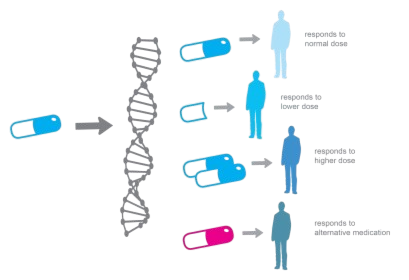 responds to
normal dose
responds to
lower dose
responds to
higher dose
responds to
alternative medication